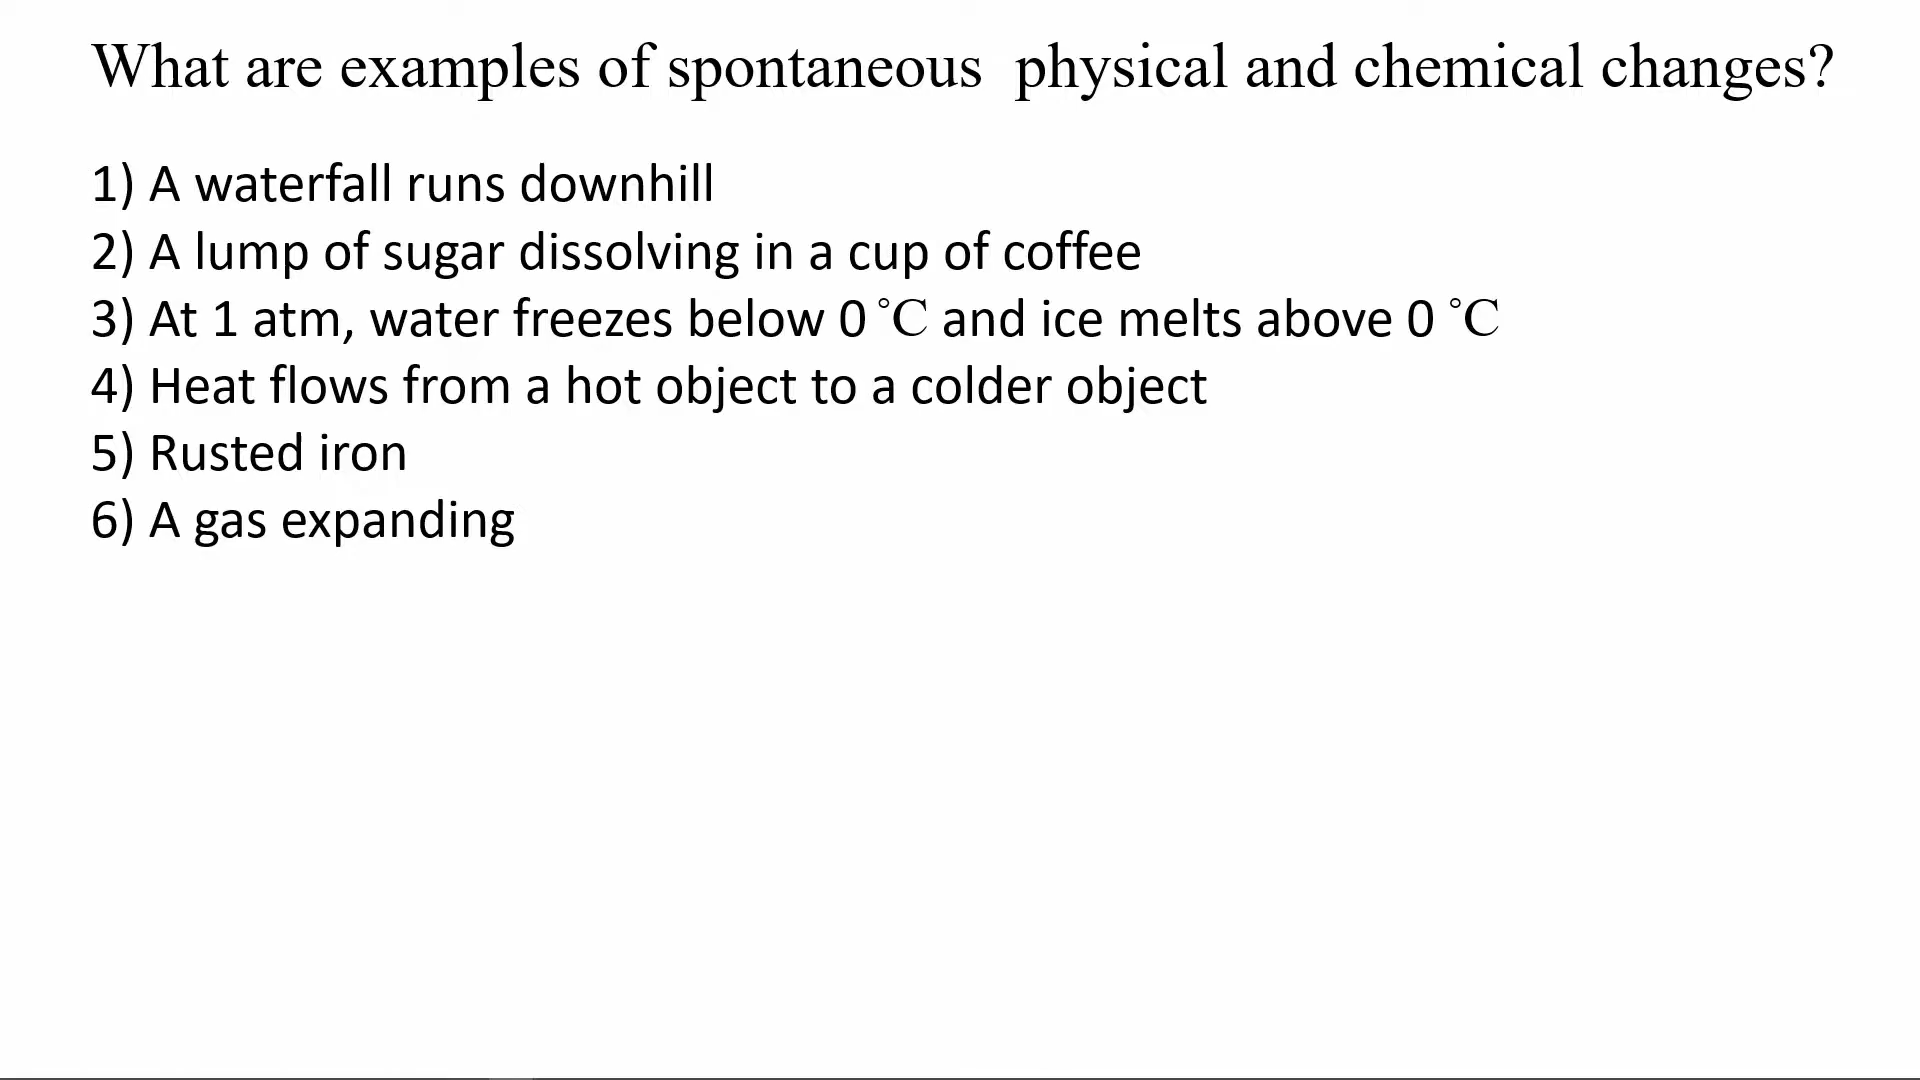 What are examples of spontaneous  physical and chemical changes?
1) A waterfall runs downhill
2) A lump of sugar dissolving in a cup of coffee
3) At 1 atm, water freezes below 0 °C and ice melts above 0 °C
4) Heat flows from a hot object to a colder object
5) Rusted iron
6) A gas expanding